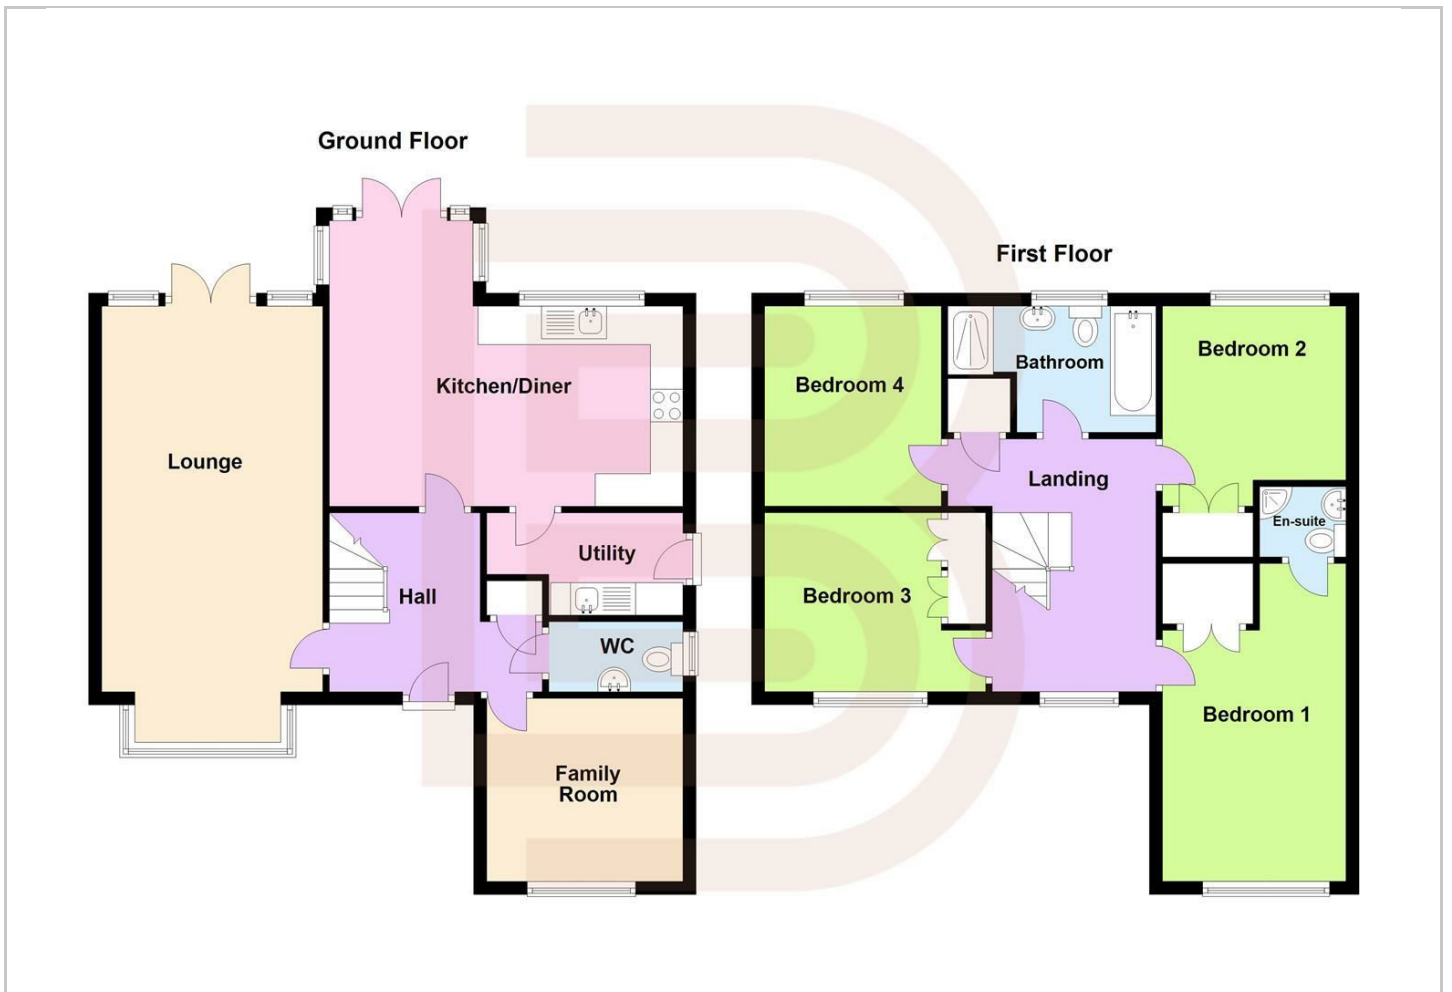 Ground Floor
Kitchen/Diner
Lounge
Utility
Hall
WC
Family
Room
First Floor
Bedroom 2
Bathroom
Bedroom 4
Landing
En-suite
Bedroom 3
Bedroom 1